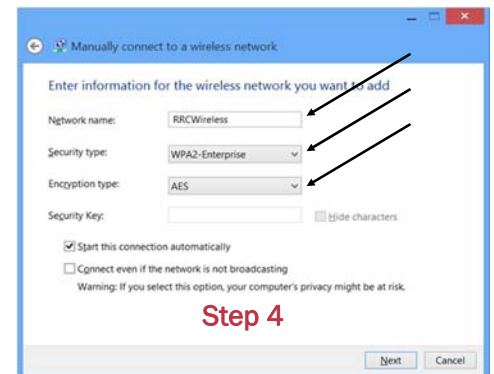 Manually connect to a wireless network
Enter information for the wireless network you want to add
Network name: RRCWireless
Security type: WPA2-Enterprise
Encryption type: AES
Security Key: Hide characters
Start this connection automatically
Connect even if the network is not broadcasting
Warning: If you select this option, your computer's privacy might be at risk.
Step 4
Next Cancel